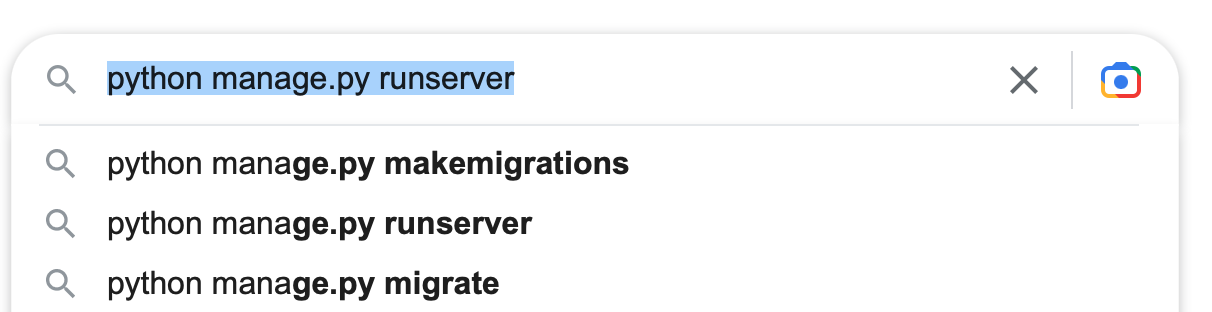 python manage.py runserver
python manage.py makemigrations
python manage.py runserver
python manage.py migrate